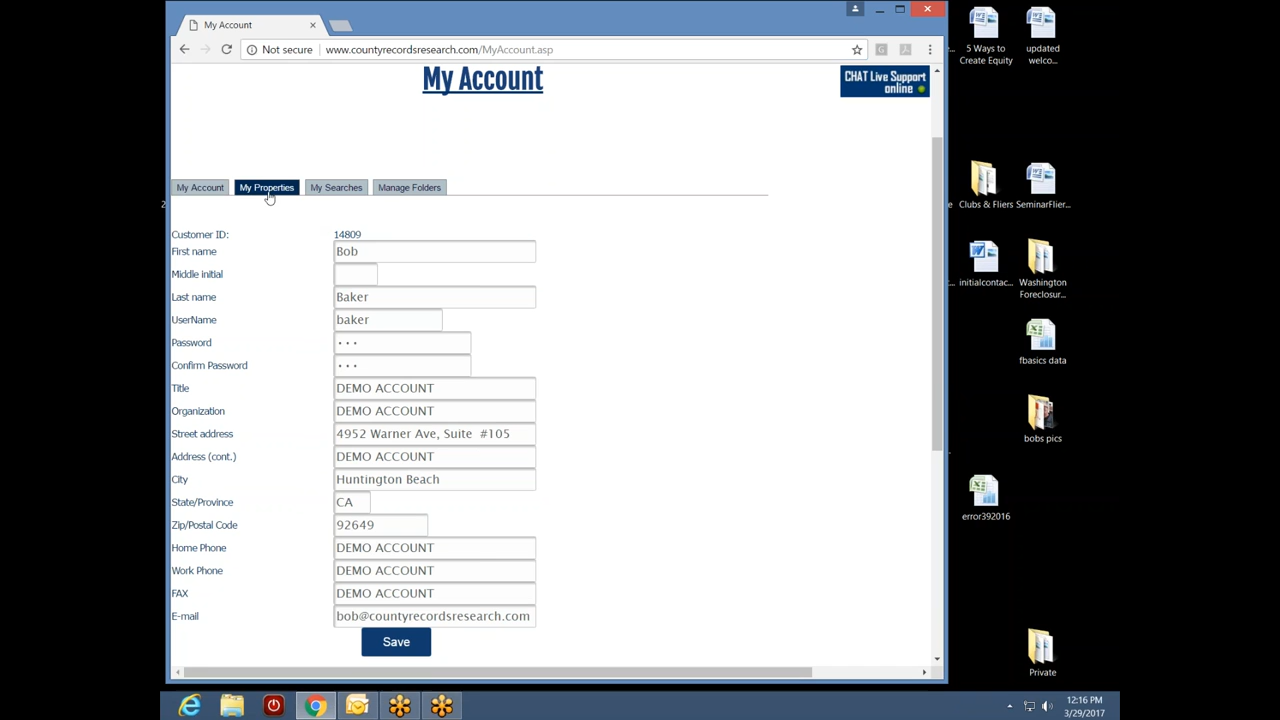 My Account
Not secure www.countyrecordsresearch.com/MyAccount.asp
My Account
CHAT Live Support
online
My Account My Properties My Searches Manage Folders
Customer ID: 14809
First name Bob
Middle initial
Last name Baker
UserName baker
Password •••
Confirm Password •••
Title DEMO ACCOUNT
Organization DEMO ACCOUNT
Street address 4952 Warner Ave, Suite #105
Address (cont.) DEMO ACCOUNT
City Huntington Beach
State/Province CA
Zip/Postal Code 92649
Home Phone DEMO ACCOUNT
Work Phone DEMO ACCOUNT
FAX DEMO ACCOUNT
E-mail bob@countyrecordsresearch.com
Save
5 Ways to
Create Equity
updated
welco...
Clubs & Fliers
SeminarFlier...
initialcontac...
Washington
Foreclosur...
fbasics data
bobs pics
error392016
Private
12:16 PM
3/29/2017